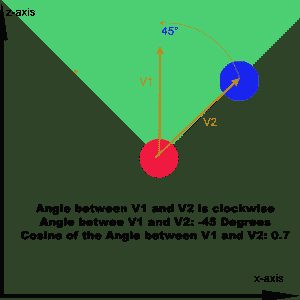 z-axis
45°
V1
V2
Angle between V1 and V2 is clockwise
Angle betwee V1 and V2: -45 Degrees
Cosine of the Angle between V1 and V2: 0.7
x-axis